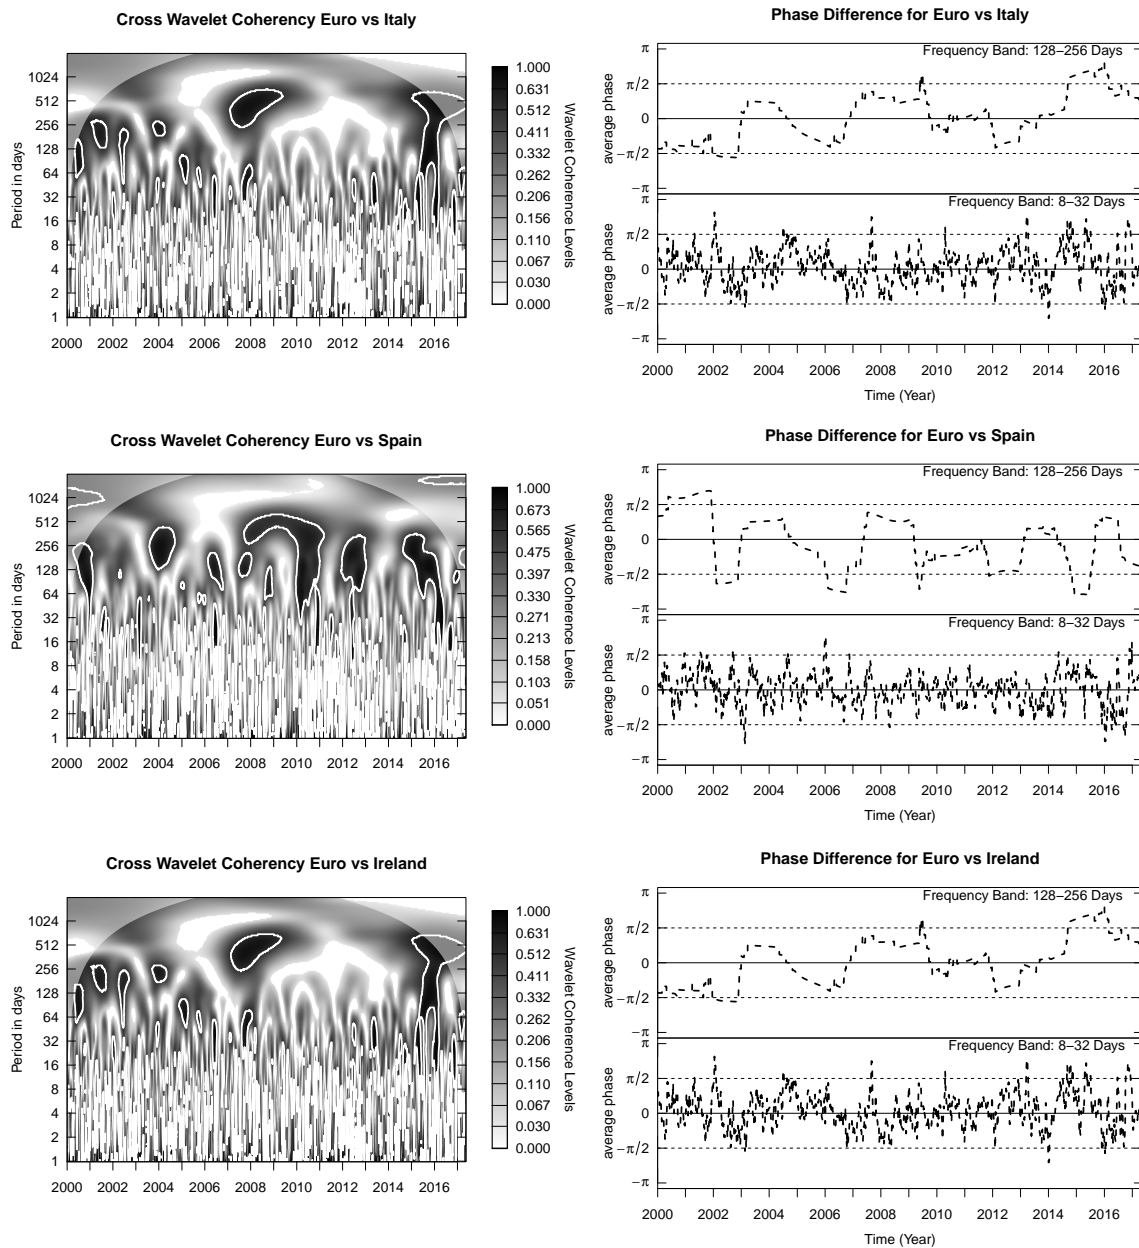 Cross Wavelet Coherency Euro vs Italy
Period in days
1024
512
256
128
64
32
16
8
4
2
1
2000 2002 2004 2006 2008 2010 2012 2014 2016
1.000
0.631
0.512
0.411
0.332
0.262
0.206
0.156
0.110
0.067
0.030
0.000
Wavelet Coherence Levels
Phase Difference for Euro vs Italy
Frequency Band: 128–256 Days
average phase
π
π/2
0
−π/2
−π
Frequency Band: 8–32 Days
average phase
π
π/2
0
−π/2
−π
2000 2002 2004 2006 2008 2010 2012 2014 2016
Time (Year)
Cross Wavelet Coherency Euro vs Spain
Period in days
1024
512
256
128
64
32
16
8
4
2
1
2000 2002 2004 2006 2008 2010 2012 2014 2016
1.000
0.673
0.565
0.475
0.397
0.330
0.271
0.213
0.158
0.103
0.051
0.000
Wavelet Coherence Levels
Phase Difference for Euro vs Spain
Frequency Band: 128–256 Days
average phase
π
π/2
0
−π/2
−π
Frequency Band: 8–32 Days
average phase
π
π/2
0
−π/2
−π
2000 2002 2004 2006 2008 2010 2012 2014 2016
Time (Year)
Cross Wavelet Coherency Euro vs Ireland
Period in days
1024
512
256
128
64
32
16
8
4
2
1
2000 2002 2004 2006 2008 2010 2012 2014 2016
1.000
0.631
0.512
0.411
0.332
0.262
0.206
0.156
0.110
0.067
0.030
0.000
Wavelet Coherence Levels
Phase Difference for Euro vs Ireland
Frequency Band: 128–256 Days
average phase
π
π/2
0
−π/2
−π
Frequency Band: 8–32 Days
average phase
π
π/2
0
−π/2
−π
2000 2002 2004 2006 2008 2010 2012 2014 2016
Time (Year)